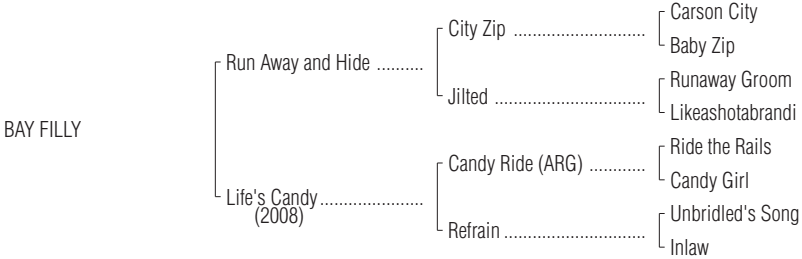 Carson City
City Zip ..........................
Baby Zip
Run Away and Hide ..........
Runaway Groom
Jilted ..............................
Likeashotabrandi
BAY FILLY
Ride the Rails
Candy Ride (ARG) ............
Candy Girl
Life's Candy.....................
(2008)
Unbridled's Song
Refrain ............................
Inlaw